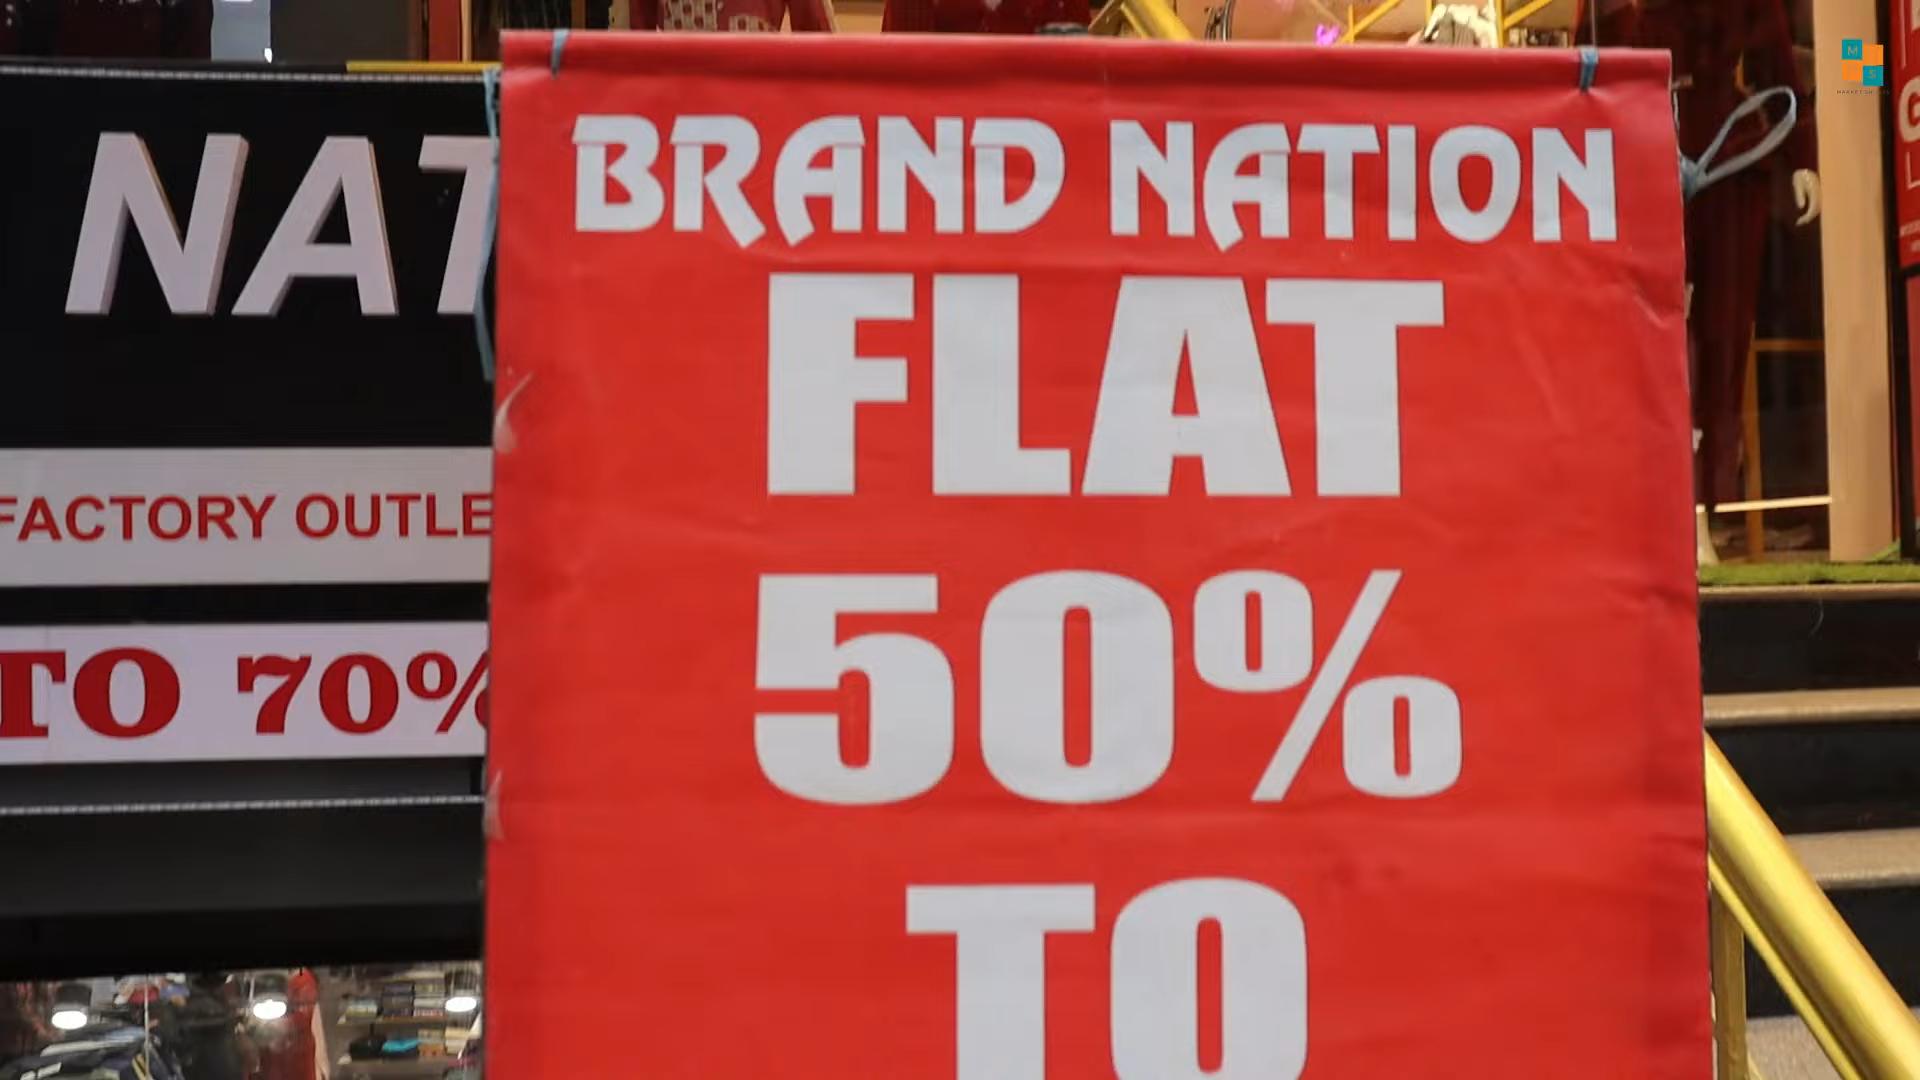 NAT
FACTORY OUTLE
TO 70%
BRAND NATION
FLAT
50%
TO
M
S